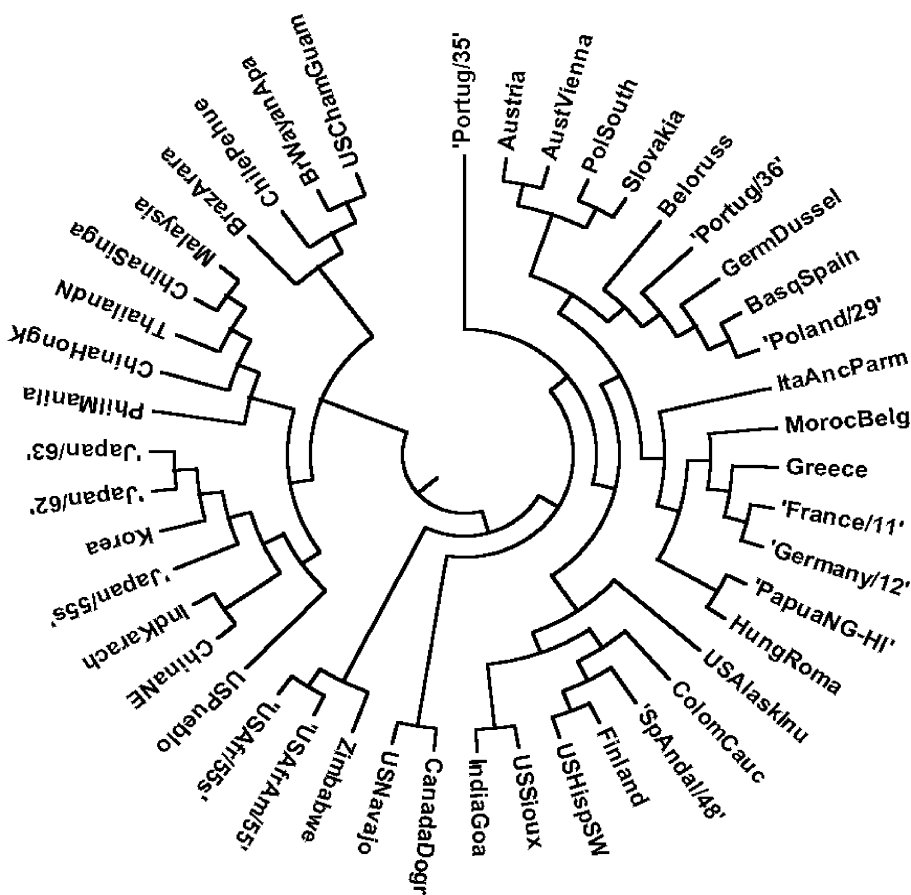 'Portug/35'
Austria
AustVienna
PolSouth
Slovakia
Beloruss
'Portug/36'
GermDussel
BasqSpain
'Poland/29'
ItaAncParm
MorocBelg
Greece
'France/11'
'Germany/12'
'PapuaNG-HI'
HungRoma
USAlaskInu
ColomCauc
'SpAndal/48'
Finland
USHispSW
USSioux
IndiaGoa
CanadaDogr
USNavajo
Zimbabwe
'USAfrAm/55'
'USAfr/55s'
USPueblo
ChinaNE
IndKarach
'Japan/55s'
Korea
'Japan/62'
'Japan/63'
PhilManila
ChinaHongK
ThailandN
ChinaSinga
Malaysia
BrazArara
ChilePehue
BrWayanApa
USChamGuam